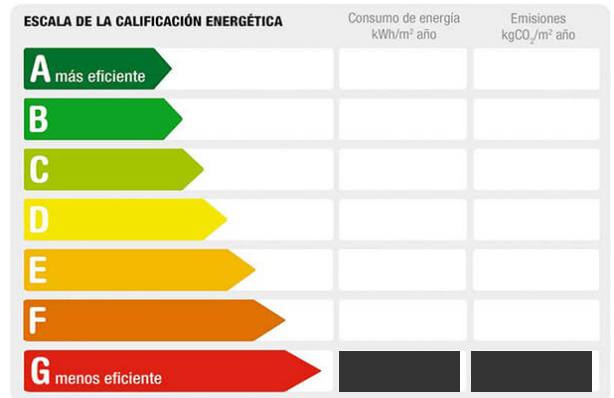 ESCALA DE LA CALIFICACIÓN ENERGÉTICA
Consumo de energía
kWh/m² año
Emisiones
kgCO₂/m² año
A más eficiente
B
C
D
E
F
G menos eficiente